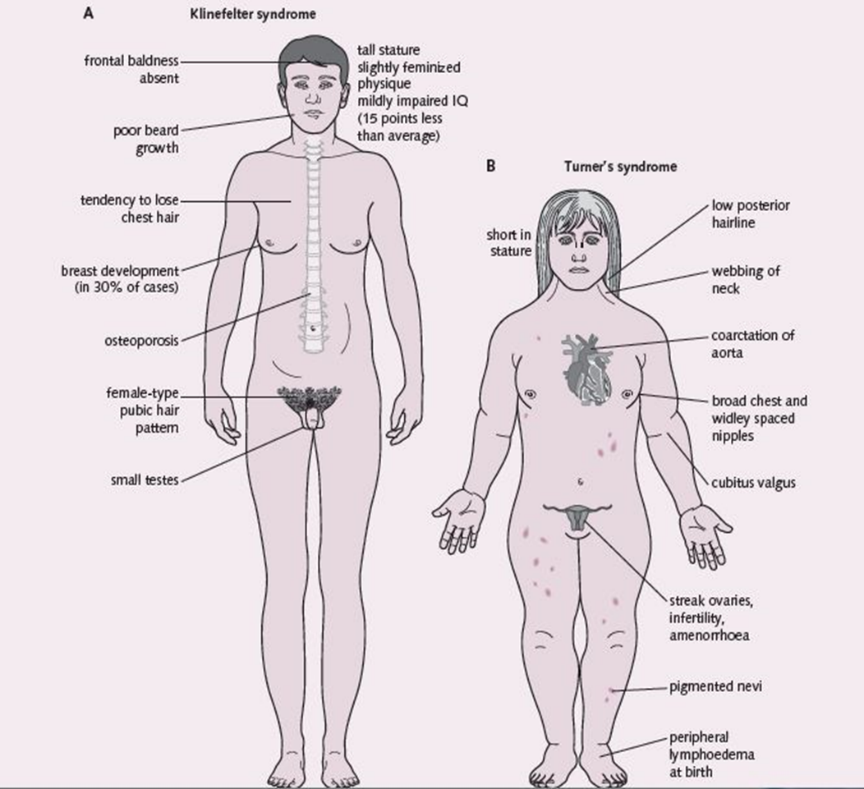 A
Klinefelter syndrome
frontal baldness
absent
tall stature
slightly feminized
physique
mildly impaired IQ
(15 points less
than average)
poor beard
growth
tendency to lose
chest hair
breast development
(in 30% of cases)
osteoporosis
female-type
pubic hair
pattern
small testes
B
Turner's syndrome
short in
stature
low posterior
hairline
webbing of
neck
coarctation of
aorta
broad chest and
widley spaced
nipples
cubitus valgus
streak ovaries,
infertility,
amenorrhoea
pigmented nevi
peripheral
lymphoedema
at birth